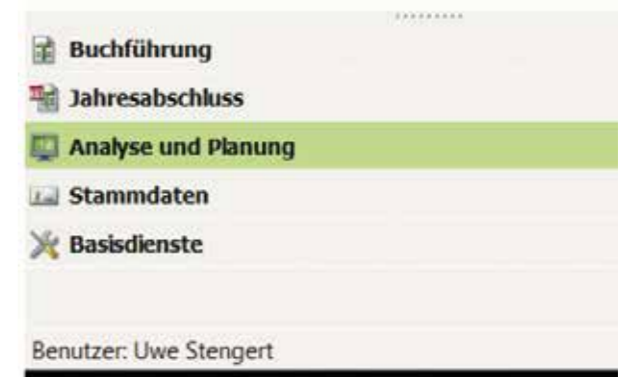 Buchführung
Jahresabschluss
Analyse und Planung
Stammdaten
Basisdienste
Benutzer: Uwe Stengert